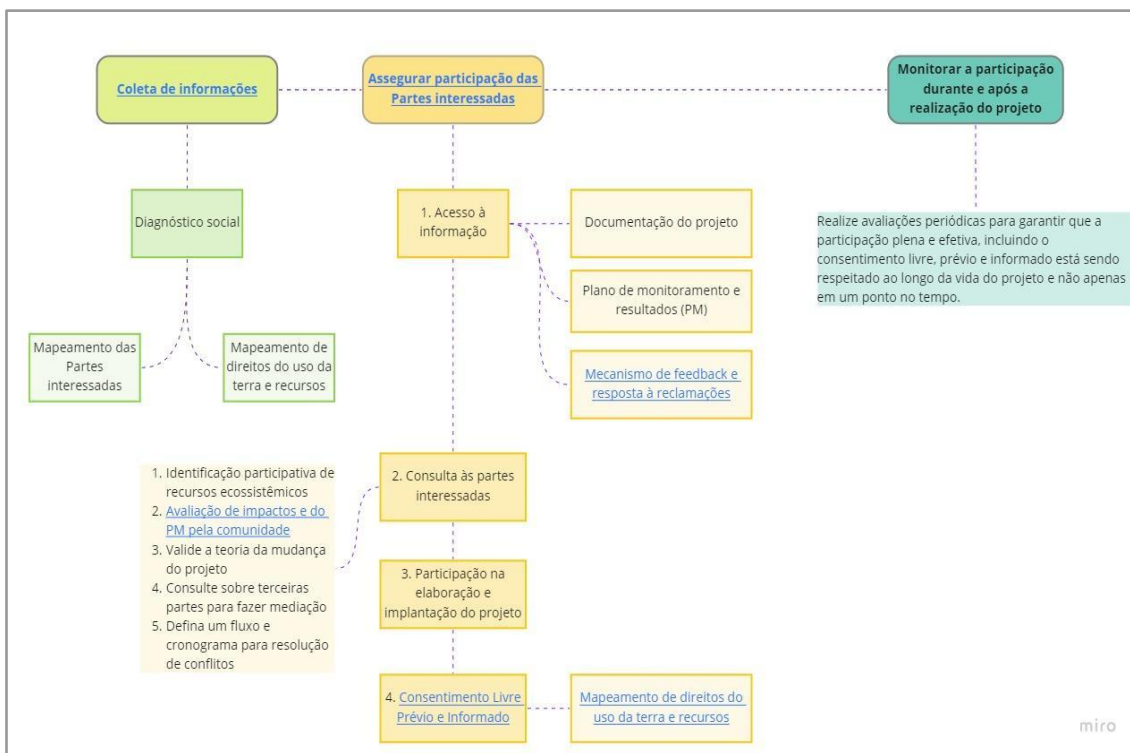 Coleta de informações
Assegurar participação das
Partes interessadas
Monitorar a participação
durante e após a
realização do projeto
Diagnóstico social
Mapeamento das
Partes
interessadas
Mapeamento de
direitos do uso da
terra e recursos
1. Acesso à
informação
Documentação do projeto
Plano de monitoramento e
resultados (PM)
Mecanismo de feedback e
resposta à reclamações
Realize avaliações periódicas para garantir que a
participação plena e efetiva, incluindo o
consentimento livre, prévio e informado está sendo
respeitado ao longo da vida do projeto e não apenas
em um ponto no tempo.
2. Consulta às partes
interessadas
1. Identificação participativa de
recursos ecossistêmicos
2. Avaliação de impactos e do
PM pela comunidade
3. Valide a teoria da mudança
do projeto
4. Consulte sobre terceiras
partes para fazer mediação
5. Defina um fluxo e
cronograma para resolução
de conflitos
3. Participação na
elaboração e
implantação do projeto
4. Consentimento Livre
Prévio e Informado
Mapeamento de direitos do
uso da terra e recursos
miro